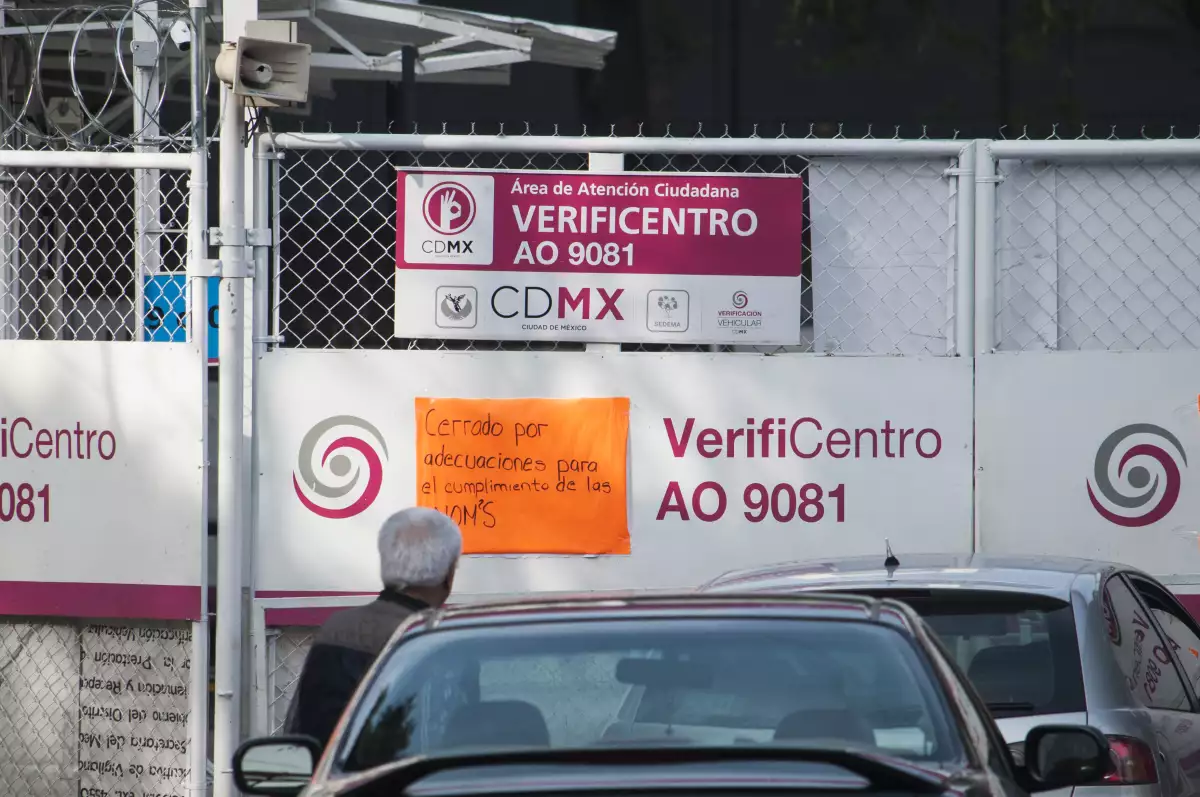 Área de Atención Ciudadana
VERIFICENTRO
AO 9081
CDMX
CDMX
CIUDAD DE MÉXICO
SEDEMA
VERIFICACIÓN
VEHICULAR
CDMX
Cerrado por
adecuaciones para
el cumplimiento de las
NOM'S
VerifiCentro
AO 9081
iCentro
9081